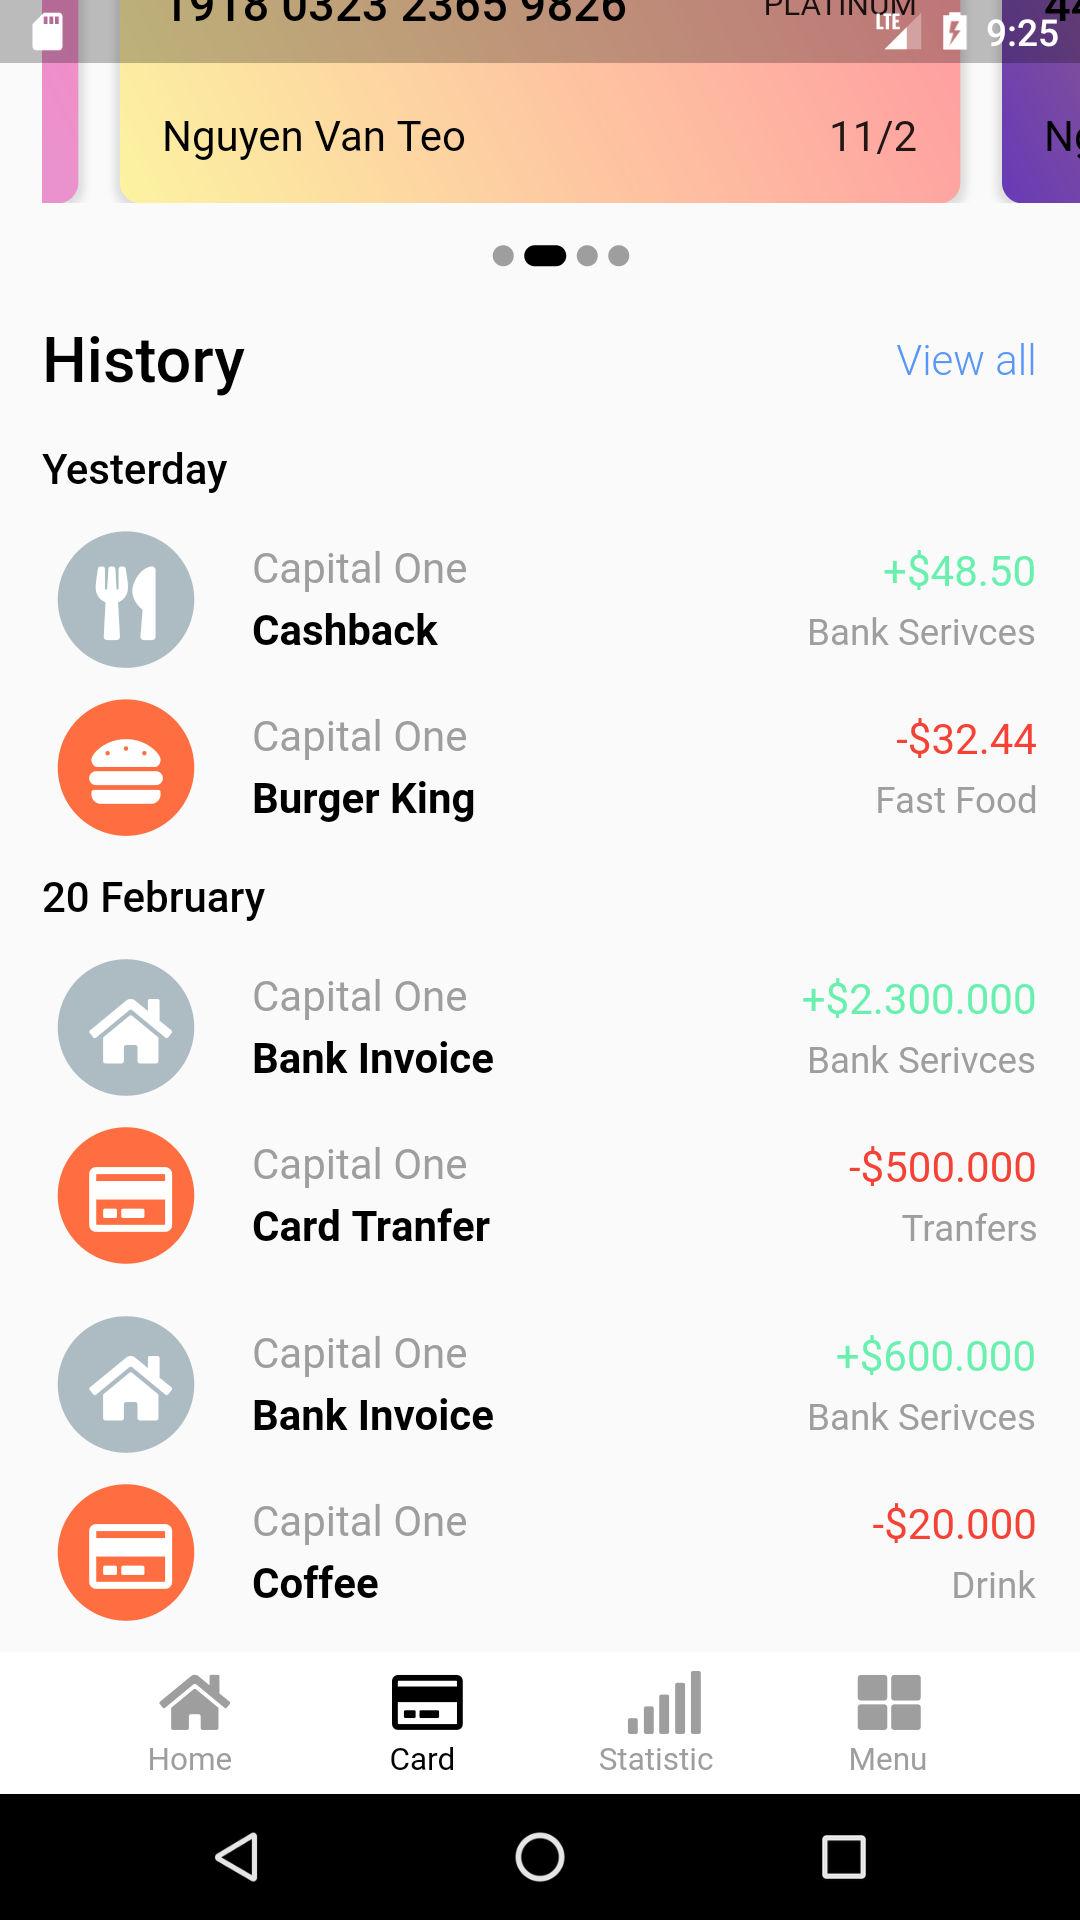 1918 0323 2365 9826 PLATINUM
LTE 9:25
Nguyen Van Teo 11/2
History View all
Yesterday
Capital One +$48.50
Cashback Bank Serivces
Capital One -$32.44
Burger King Fast Food
20 February
Capital One +$2.300.000
Bank Invoice Bank Serivces
Capital One -$500.000
Card Tranfer Tranfers
Capital One +$600.000
Bank Invoice Bank Serivces
Capital One -$20.000
Coffee Drink
Home Card Statistic Menu